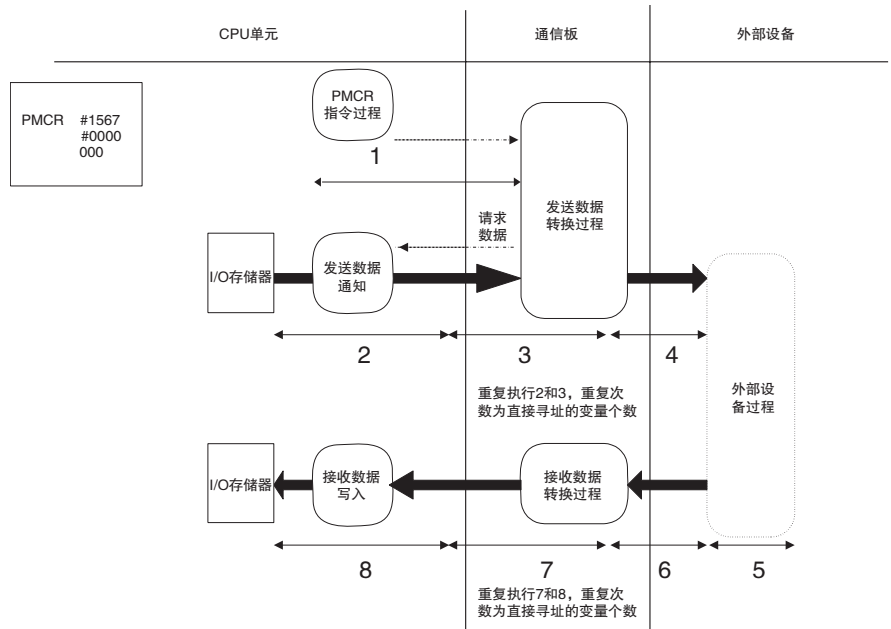 CPU单元
通信板
外部设备
PMCR #1567
#0000
000
PMCR
指令过程
1
请求
数据
发送数据
转换过程
I/O存储器
发送数据
通知
2
3
4
重复执行2和3，重复次
数为直接寻址的变量个数
外部设
备过程
I/O存储器
接收数据
写入
接收数据
转换过程
8
7
6
5
重复执行7和8，重复次
数为直接寻址的变量个数